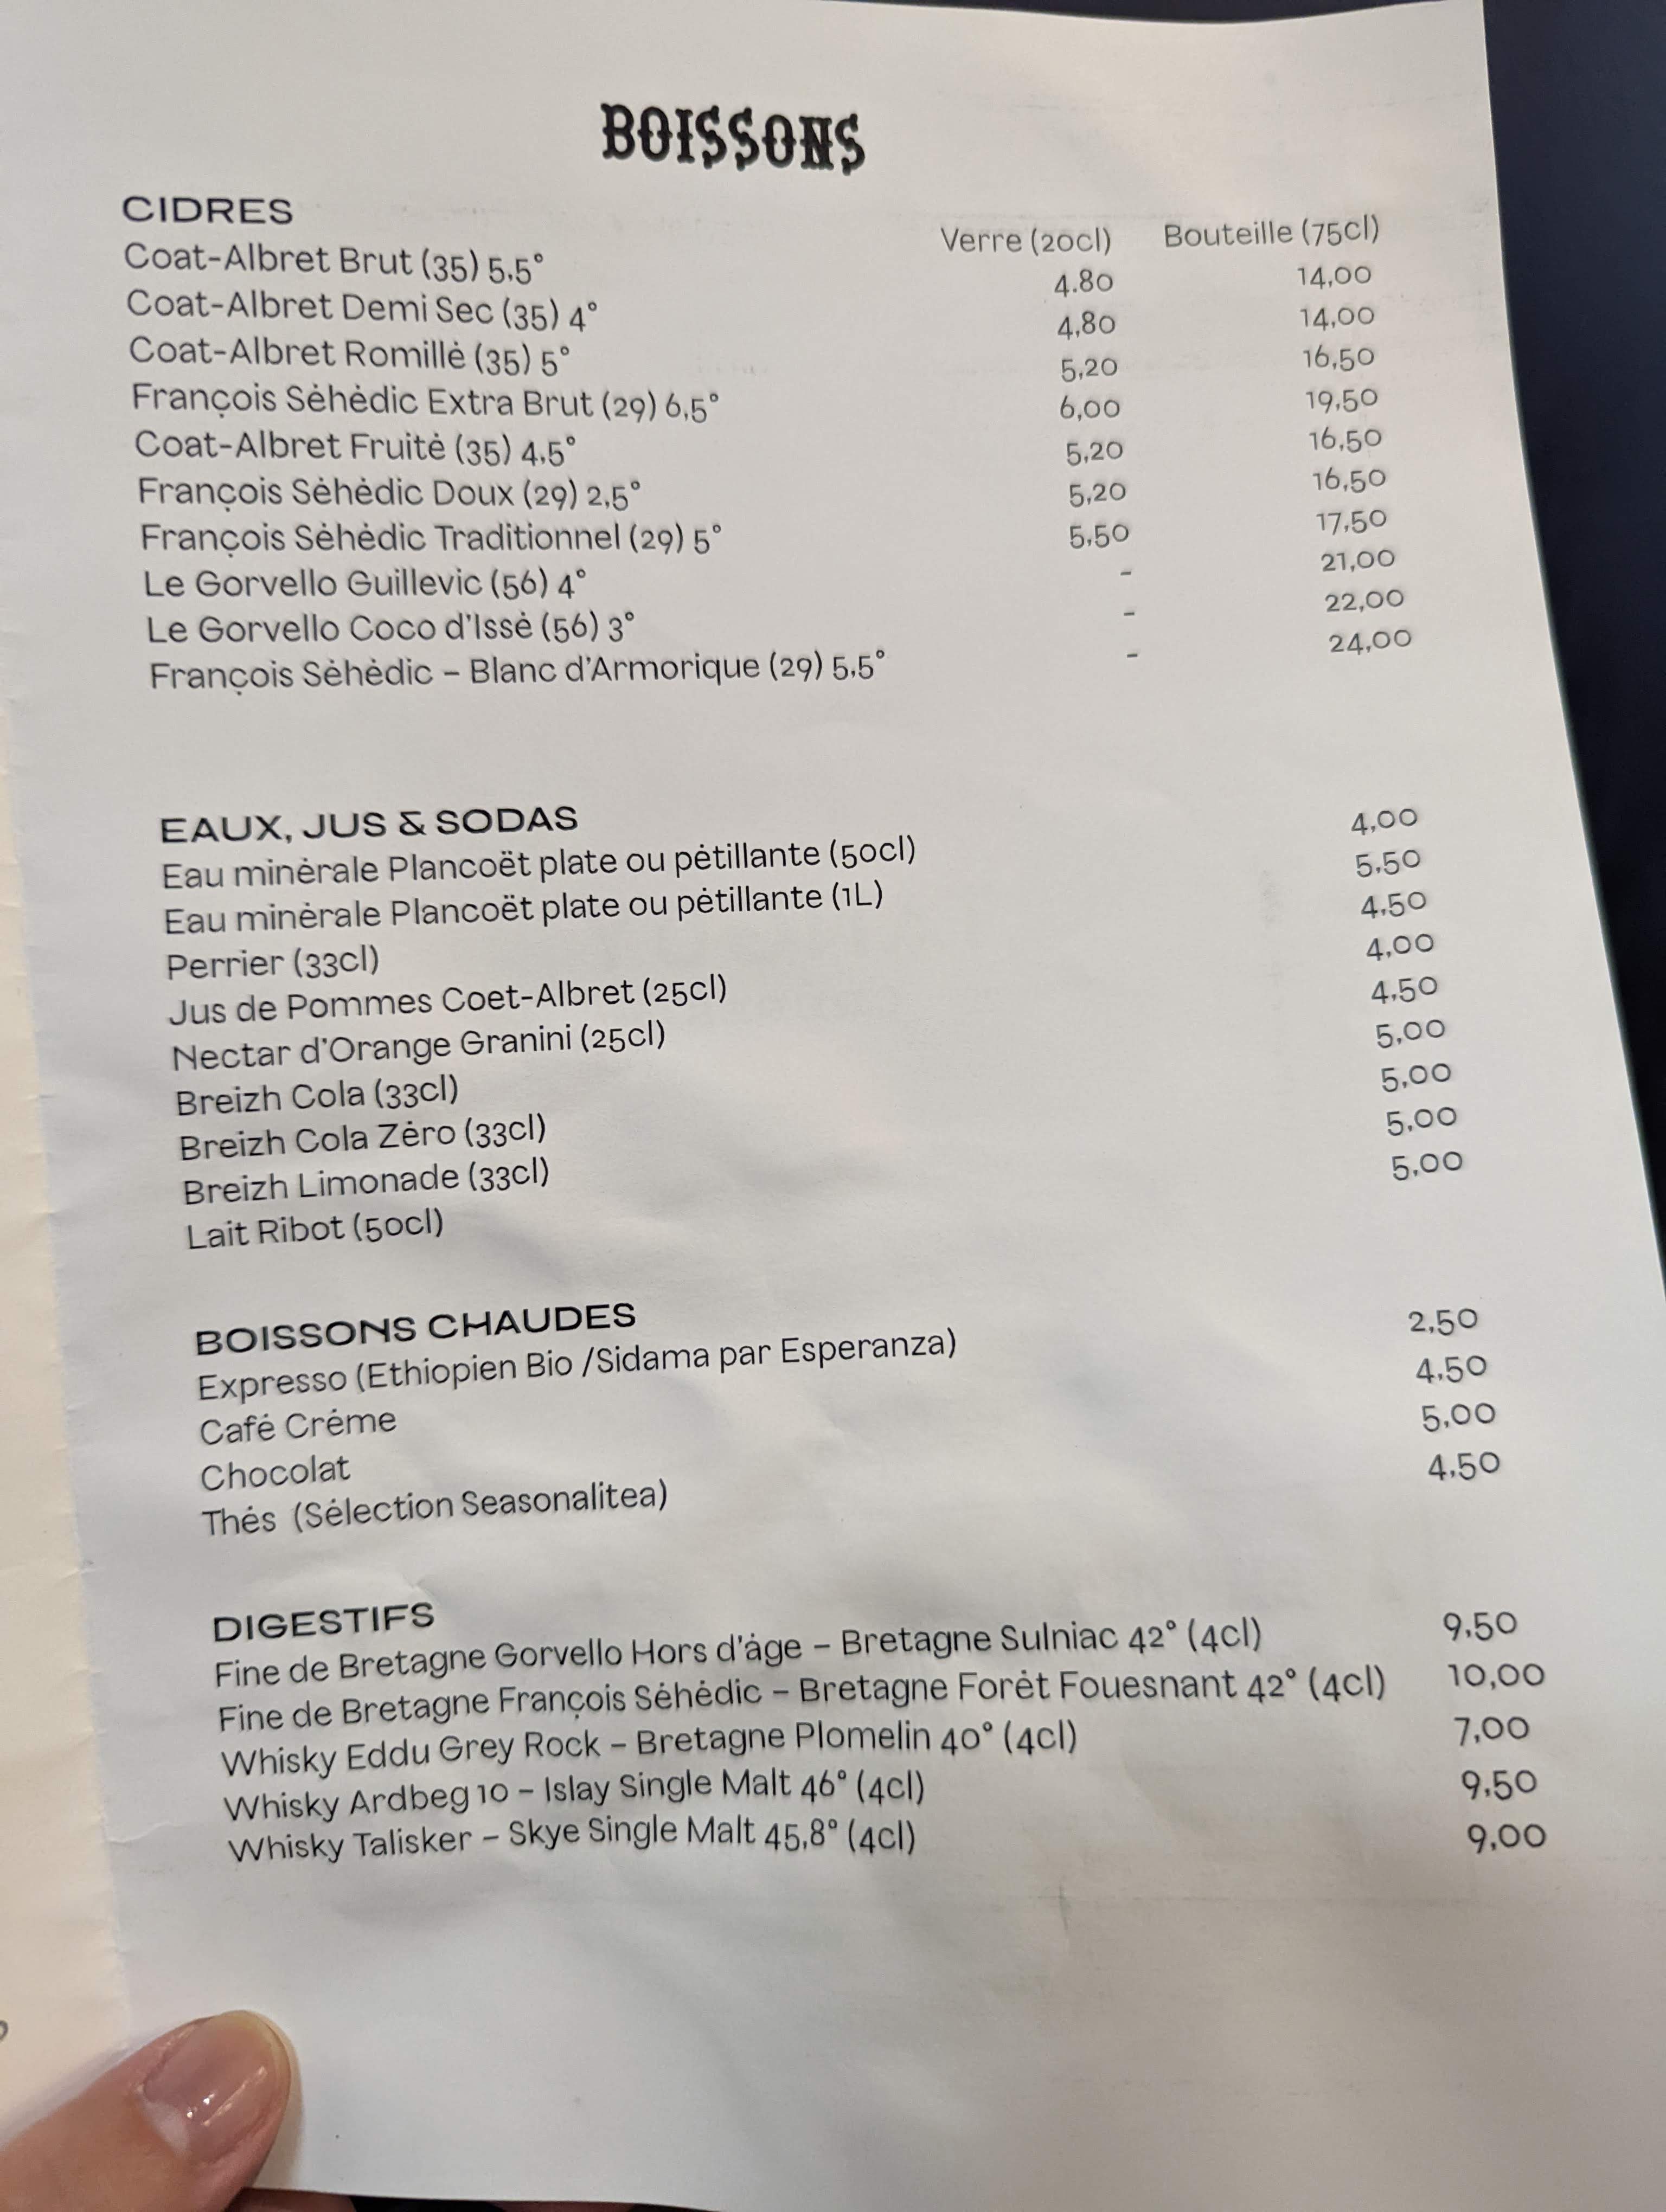 BOISSONS
CIDRES Verre (20cl) Bouteille (75cl)
Coat-Albret Brut (35) 5,5° 4.80 14,00
Coat-Albret Demi Sec (35) 4° 4,80 14,00
Coat-Albret Romillé (35) 5° 5,20 16,50
François Séhédic Extra Brut (29) 6,5° 6,00 19,50
Coat-Albret Fruité (35) 4,5° 5,20 16,50
François Séhédic Doux (29) 2,5° 5,20 16,50
François Séhédic Traditionnel (29) 5° 5,50 17,50
Le Gorvello Guillevic (56) 4° - 21,00
Le Gorvello Coco d'Issé (56) 3° - 22,00
François Séhédic – Blanc d'Armorique (29) 5,5° - 24,00
EAUX, JUS & SODAS
Eau minérale Plancoët plate ou pétillante (50cl) 4,00
Eau minérale Plancoët plate ou pétillante (1L) 5,50
Perrier (33cl) 4,50
Jus de Pommes Coet-Albret (25cl) 4,00
Nectar d'Orange Granini (25cl) 4,50
Breizh Cola (33cl) 5,00
Breizh Cola Zéro (33cl) 5,00
Breizh Limonade (33cl) 5,00
Lait Ribot (50cl) 5,00
BOISSONS CHAUDES
Expresso (Ethiopien Bio /Sidama par Esperanza) 2,50
Café Créme 4,50
Chocolat 5,00
Thés (Sélection Seasonalitea) 4,50
DIGESTIFS
Fine de Bretagne Gorvello Hors d'âge – Bretagne Sulniac 42° (4cl) 9,50
Fine de Bretagne François Séhédic – Bretagne Forêt Fouesnant 42° (4cl) 10,00
Whisky Eddu Grey Rock – Bretagne Plomelin 40° (4cl) 7,00
Whisky Ardbeg 10 – Islay Single Malt 46° (4cl) 9,50
Whisky Talisker – Skye Single Malt 45,8° (4cl) 9,00